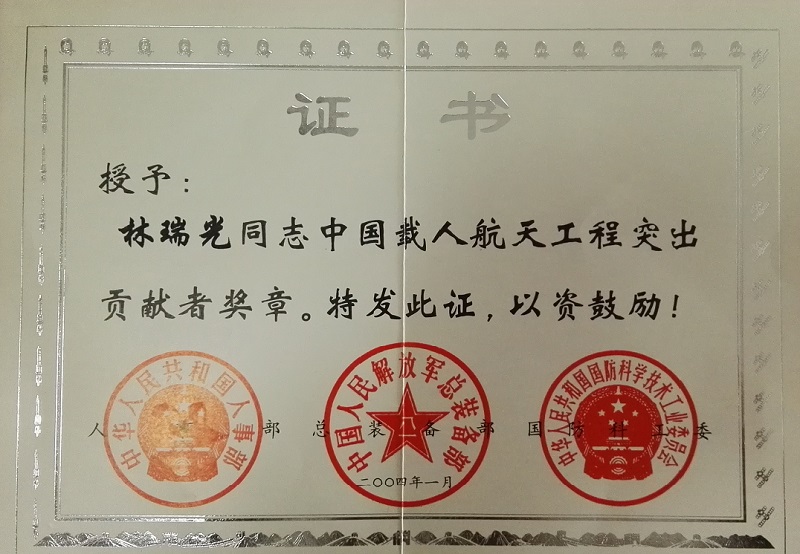 证书
授予：
林瑞光同志中国载人航天工程突出
贡献者奖章。特发此证，以资鼓励！
中华人民共和国人事部
人事部
中国人民解放军总装备部
总装备部
中华人民共和国国防科学技术工业委员会
国防科工委
二〇〇四年一月